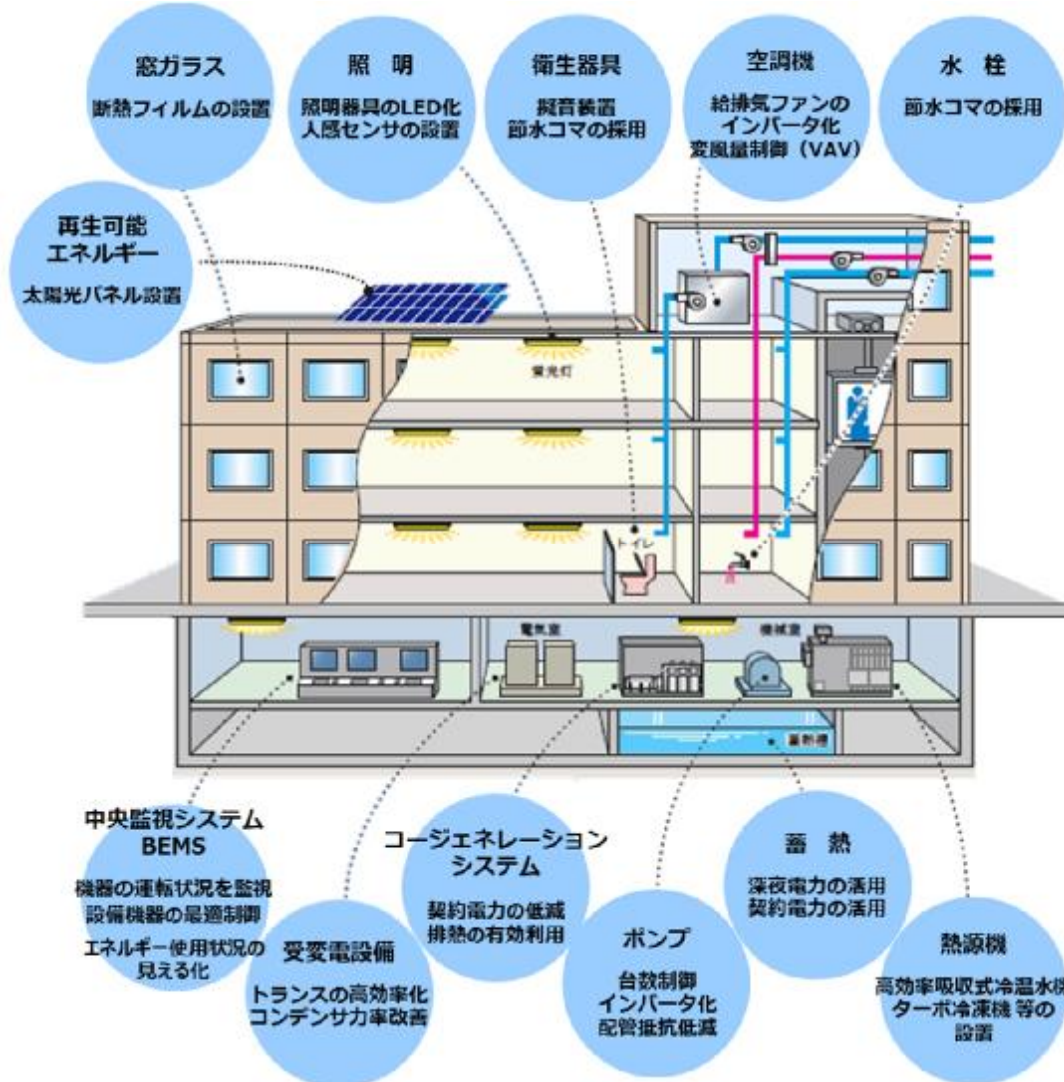 窓ガラス
断熱フィルムの設置
照 明
照明器具のLED化
人感センサの設置
衛生器具
擬音装置
節水コマの採用
空調機
給排気ファンの
インバータ化
変風量制御（VAV）
水 栓
節水コマの採用
再生可能
エネルギー
太陽光パネル設置
蛍光灯
トイレ
電気室
機械室
蓄熱槽
中央監視システム
BEMS
機器の運転状況を監視
設備機器の最適制御
エネルギー使用状況の
見える化
受変電設備
トランスの高効率化
コンデンサ力率改善
コージェネレーション
システム
契約電力の低減
排熱の有効利用
ポンプ
台数制御
インバータ化
配管抵抗低減
蓄 熱
深夜電力の活用
契約電力の活用
熱源機
高効率吸収式冷温水機
ターボ冷凍機 等の
設置